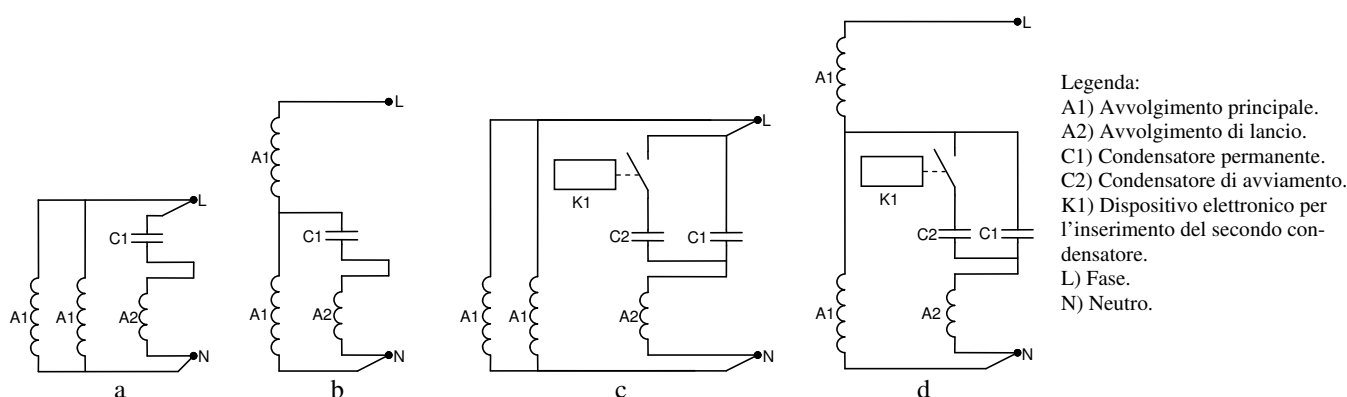 L
C1
A1 A1 A2
N
a
L
A1
C1
A1 A2
N
b
L
K1
C2 C1
A1 A1 A2
N
c
L
A1
K1
C2 C1
A1 A2
N
d
Legenda:
A1) Avvolgimento principale.
A2) Avvolgimento di lancio.
C1) Condensatore permanente.
C2) Condensatore di avviamento.
K1) Dispositivo elettronico per
l’inserimento del secondo con-
densatore.
L) Fase.
N) Neutro.